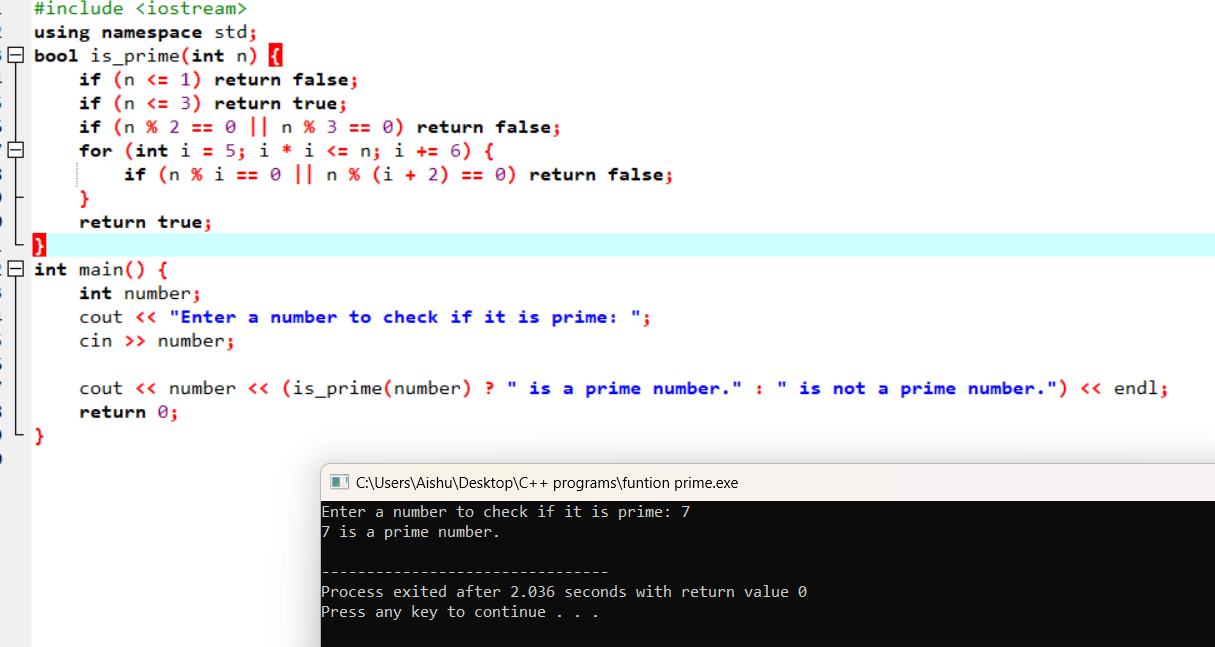 #include <iostream>
using namespace std;
bool is_prime(int n) {
    if (n <= 1) return false;
    if (n <= 3) return true;
    if (n % 2 == 0 || n % 3 == 0) return false;
    for (int i = 5; i * i <= n; i += 6) {
        if (n % i == 0 || n % (i + 2) == 0) return false;
    }
    return true;
}
int main() {
    int number;
    cout << "Enter a number to check if it is prime: ";
    cin >> number;
    cout << number << (is_prime(number) ? " is a prime number." : " is not a prime number.") << endl;
    return 0;
}
C:\Users\Aishu\Desktop\C++ programs\funtion prime.exe
Enter a number to check if it is prime: 7
7 is a prime number.
--------------------------------
Process exited after 2.036 seconds with return value 0
Press any key to continue . . .